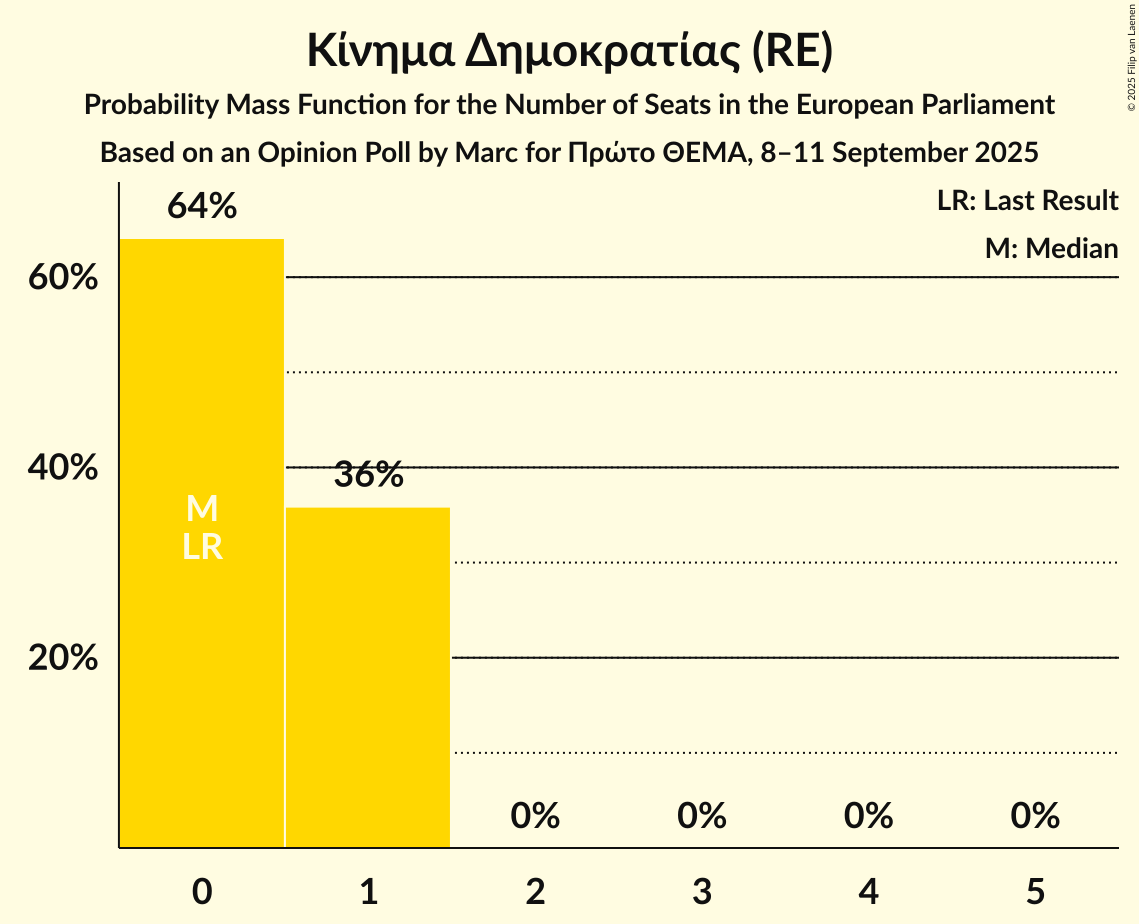 Κίνημα Δημοκρατίας (RE)
Probability Mass Function for the Number of Seats in the European Parliament
Based on an Opinion Poll by Marc for Πρώτο ΘΕΜΑ, 8–11 September 2025
© 2025 Filip van Laenen
LR: Last Result
M: Median
64%
60%
40%
36%
M
LR
20%
0% 0% 0% 0%
0 1 2 3 4 5